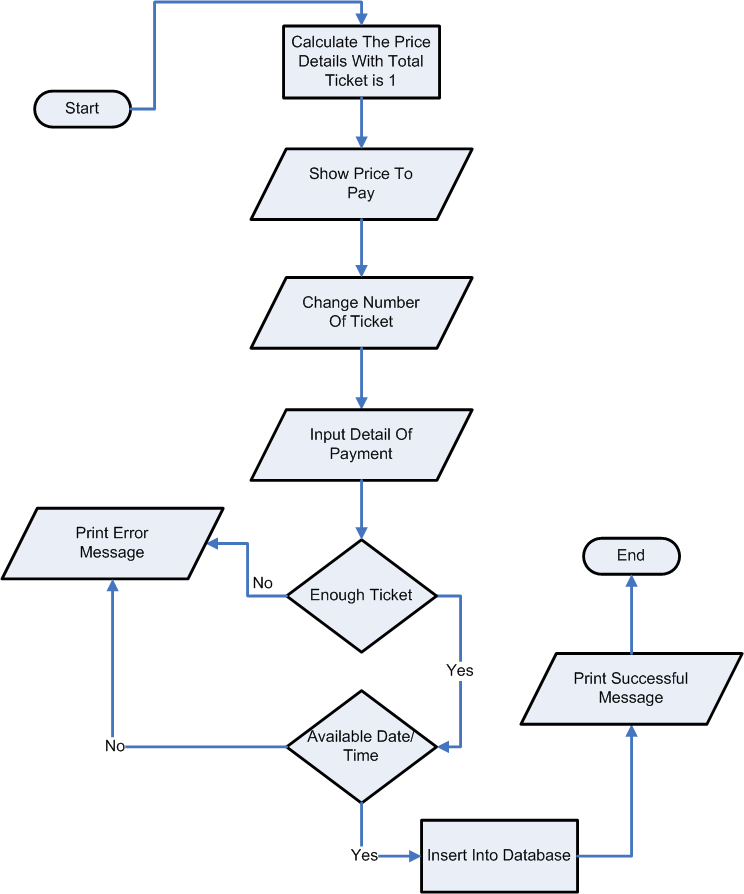 Start
Calculate The Price
Details With Total
Ticket is 1
Show Price To
Pay
Change Number
Of Ticket
Input Detail Of
Payment
Enough Ticket
No
Print Error
Message
Yes
Available Date/
Time
No
Yes
Insert Into Database
Print Successful
Message
End